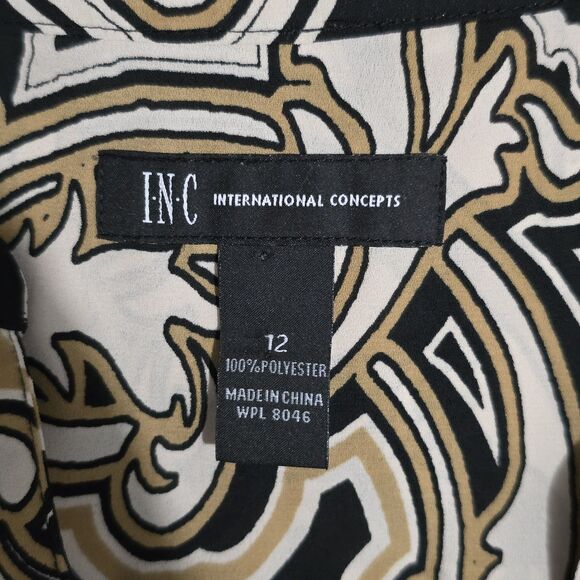 I·N·C INTERNATIONAL CONCEPTS
12
100%POLYESTER
MADE IN CHINA
WPL 8046